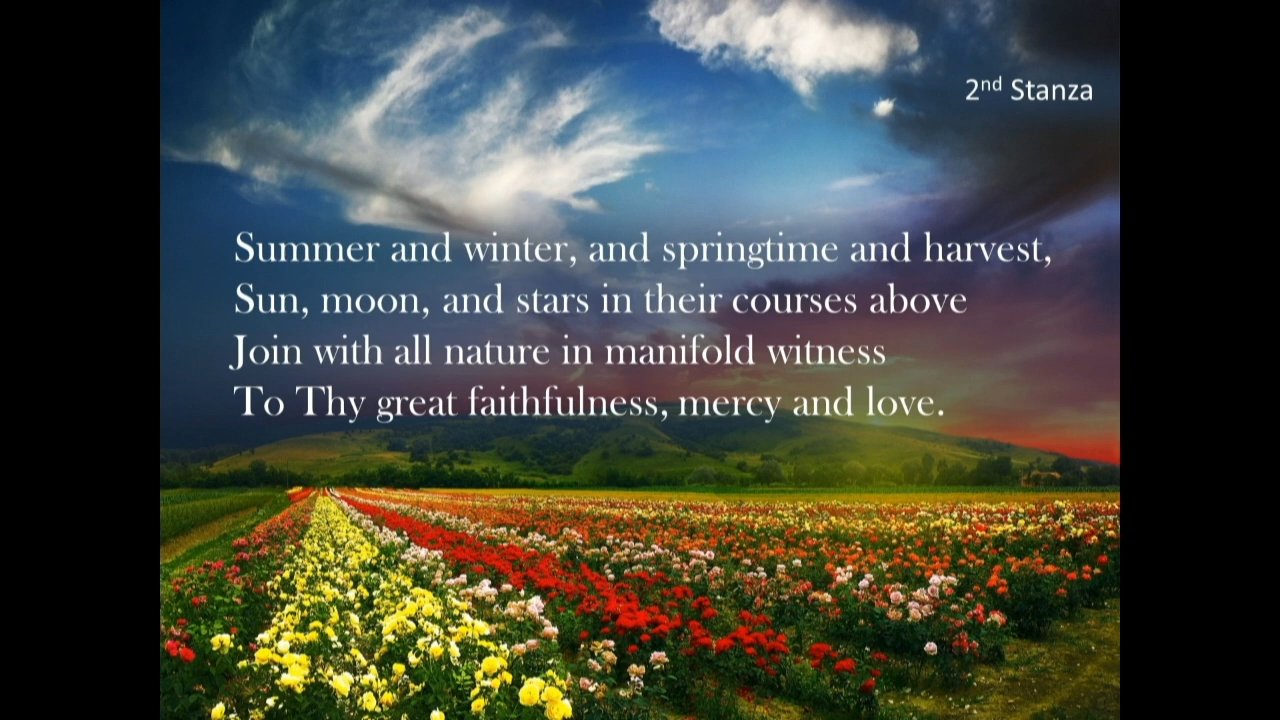 2nd Stanza
Summer and winter, and springtime and harvest,
Sun, moon, and stars in their courses above
Join with all nature in manifold witness
To Thy great faithfulness, mercy and love.